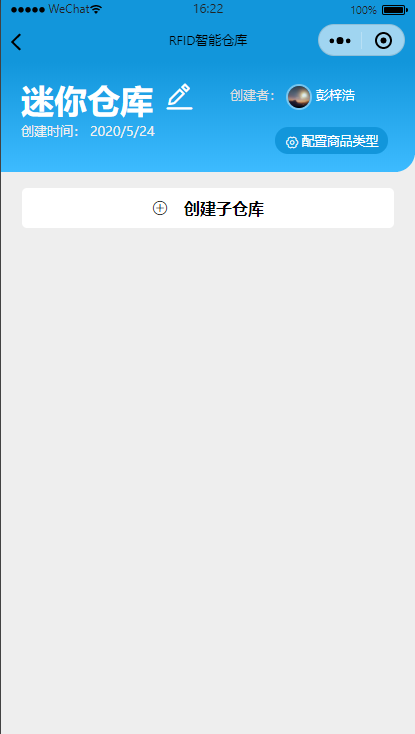 WeChat 16:22 100%
RFID智能仓库
迷你仓库 创建者： 彭梓浩
创建时间： 2020/5/24
配置商品类型
创建子仓库